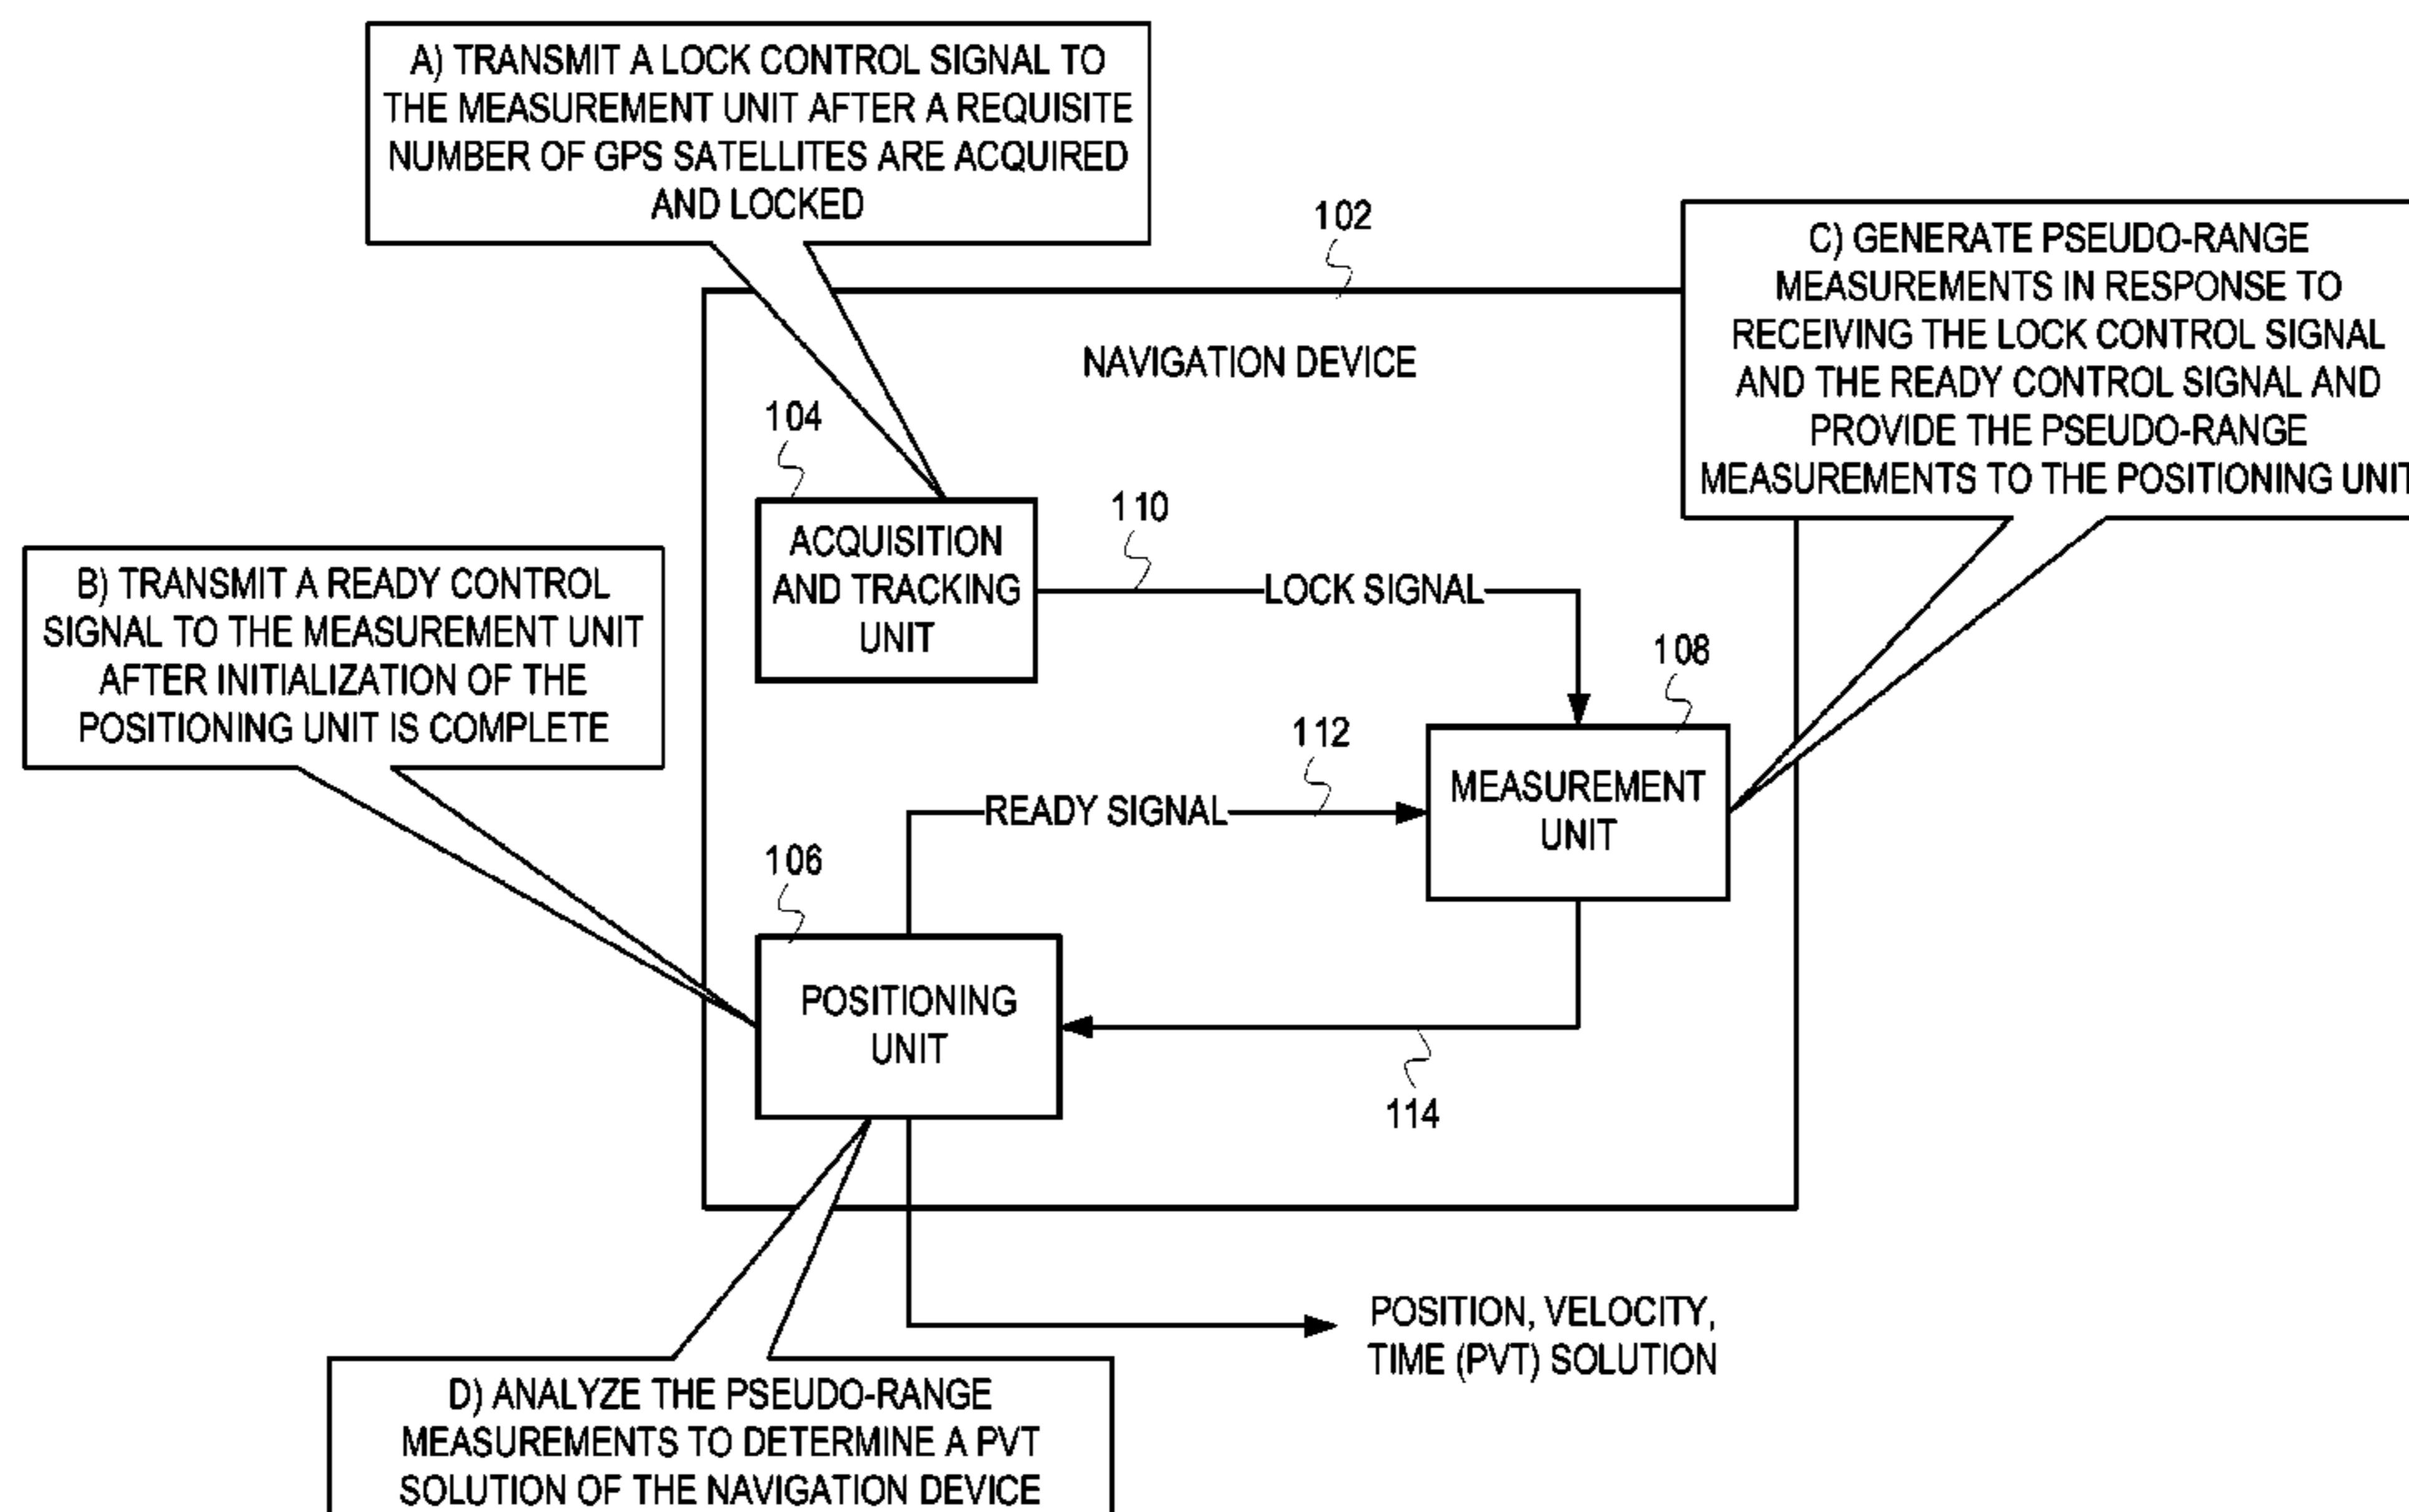 A) TRANSMIT A LOCK CONTROL SIGNAL TO
THE MEASUREMENT UNIT AFTER A REQUISITE
NUMBER OF GPS SATELLITES ARE ACQUIRED
AND LOCKED
102
C) GENERATE PSEUDO-RANGE
MEASUREMENTS IN RESPONSE TO
RECEIVING THE LOCK CONTROL SIGNAL
AND THE READY CONTROL SIGNAL AND
PROVIDE THE PSEUDO-RANGE
MEASUREMENTS TO THE POSITIONING UNIT
NAVIGATION DEVICE
104
ACQUISITION
AND TRACKING
UNIT
110
LOCK SIGNAL
B) TRANSMIT A READY CONTROL
SIGNAL TO THE MEASUREMENT UNIT
AFTER INITIALIZATION OF THE
POSITIONING UNIT IS COMPLETE
108
MEASUREMENT
UNIT
112
READY SIGNAL
106
POSITIONING
UNIT
114
POSITION, VELOCITY,
TIME (PVT) SOLUTION
D) ANALYZE THE PSEUDO-RANGE
MEASUREMENTS TO DETERMINE A PVT
SOLUTION OF THE NAVIGATION DEVICE